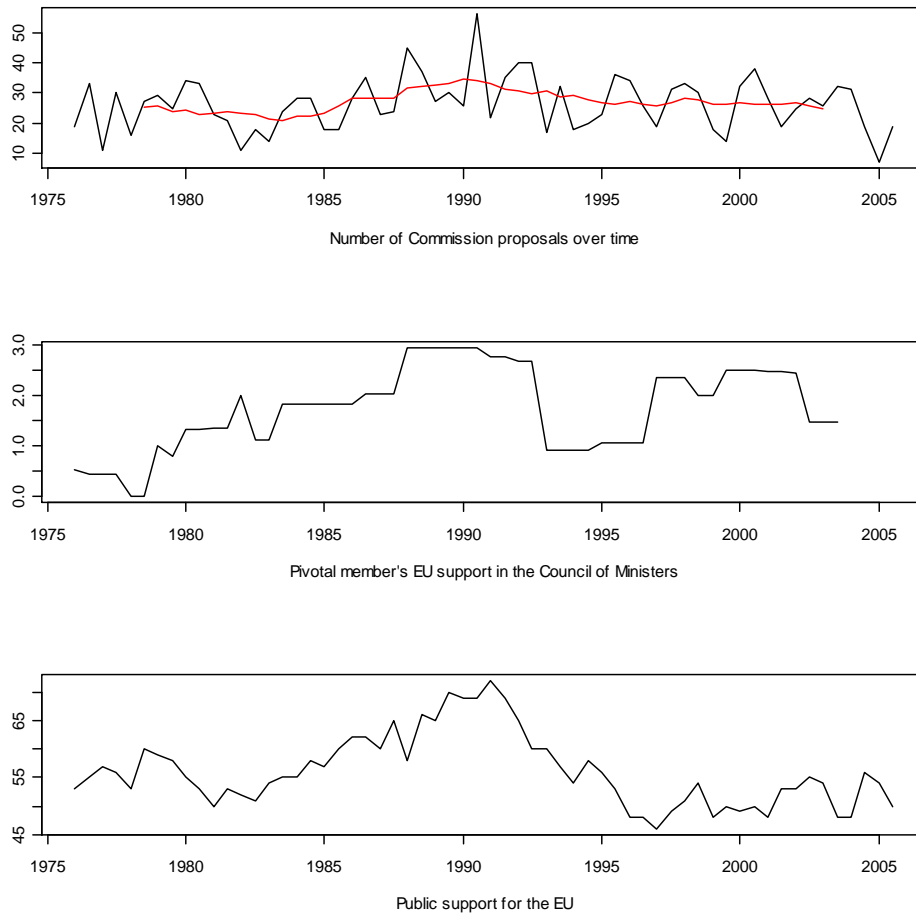 50
40
30
20
10
1975 1980 1985 1990 1995 2000 2005
Number of Commission proposals over time
3.0
2.0
1.0
0.0
1975 1980 1985 1990 1995 2000 2005
Pivotal member's EU support in the Council of Ministers
65
55
45
1975 1980 1985 1990 1995 2000 2005
Public support for the EU